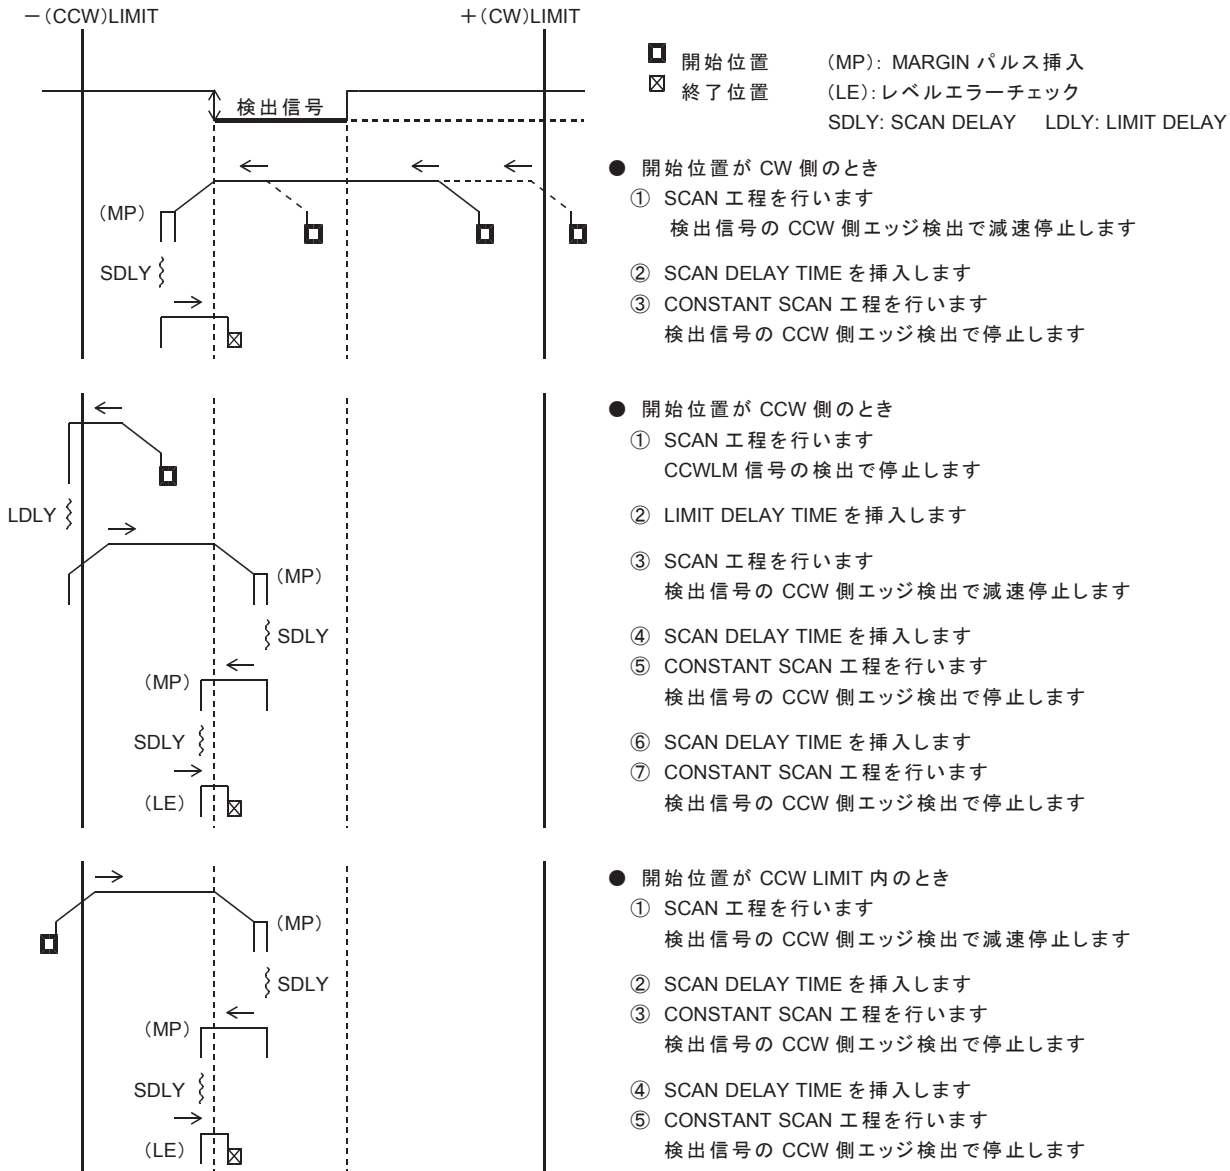 －(CCW)LIMIT
＋(CW)LIMIT
検出信号
開始位置 (MP): MARGIN パルス挿入
終了位置 (LE):レベルエラーチェック
SDLY: SCAN DELAY LDLY: LIMIT DELAY
(MP)
SDLY
● 開始位置が CW 側のとき
① SCAN 工程を行います
検出信号の CCW 側エッジ検出で減速停止します
② SCAN DELAY TIME を挿入します
③ CONSTANT SCAN 工程を行います
検出信号の CCW 側エッジ検出で停止します
LDLY
(MP)
SDLY
(MP)
SDLY
(LE)
● 開始位置が CCW 側のとき
① SCAN 工程を行います
CCWLM 信号の検出で停止します
② LIMIT DELAY TIME を挿入します
③ SCAN 工程を行います
検出信号の CCW 側エッジ検出で減速停止します
④ SCAN DELAY TIME を挿入します
⑤ CONSTANT SCAN 工程を行います
検出信号の CCW 側エッジ検出で停止します
⑥ SCAN DELAY TIME を挿入します
⑦ CONSTANT SCAN 工程を行います
検出信号の CCW 側エッジ検出で停止します
(MP)
SDLY
(MP)
SDLY
(LE)
● 開始位置が CCW LIMIT 内のとき
① SCAN 工程を行います
検出信号の CCW 側エッジ検出で減速停止します
② SCAN DELAY TIME を挿入します
③ CONSTANT SCAN 工程を行います
検出信号の CCW 側エッジ検出で停止します
④ SCAN DELAY TIME を挿入します
⑤ CONSTANT SCAN 工程を行います
検出信号の CCW 側エッジ検出で停止します